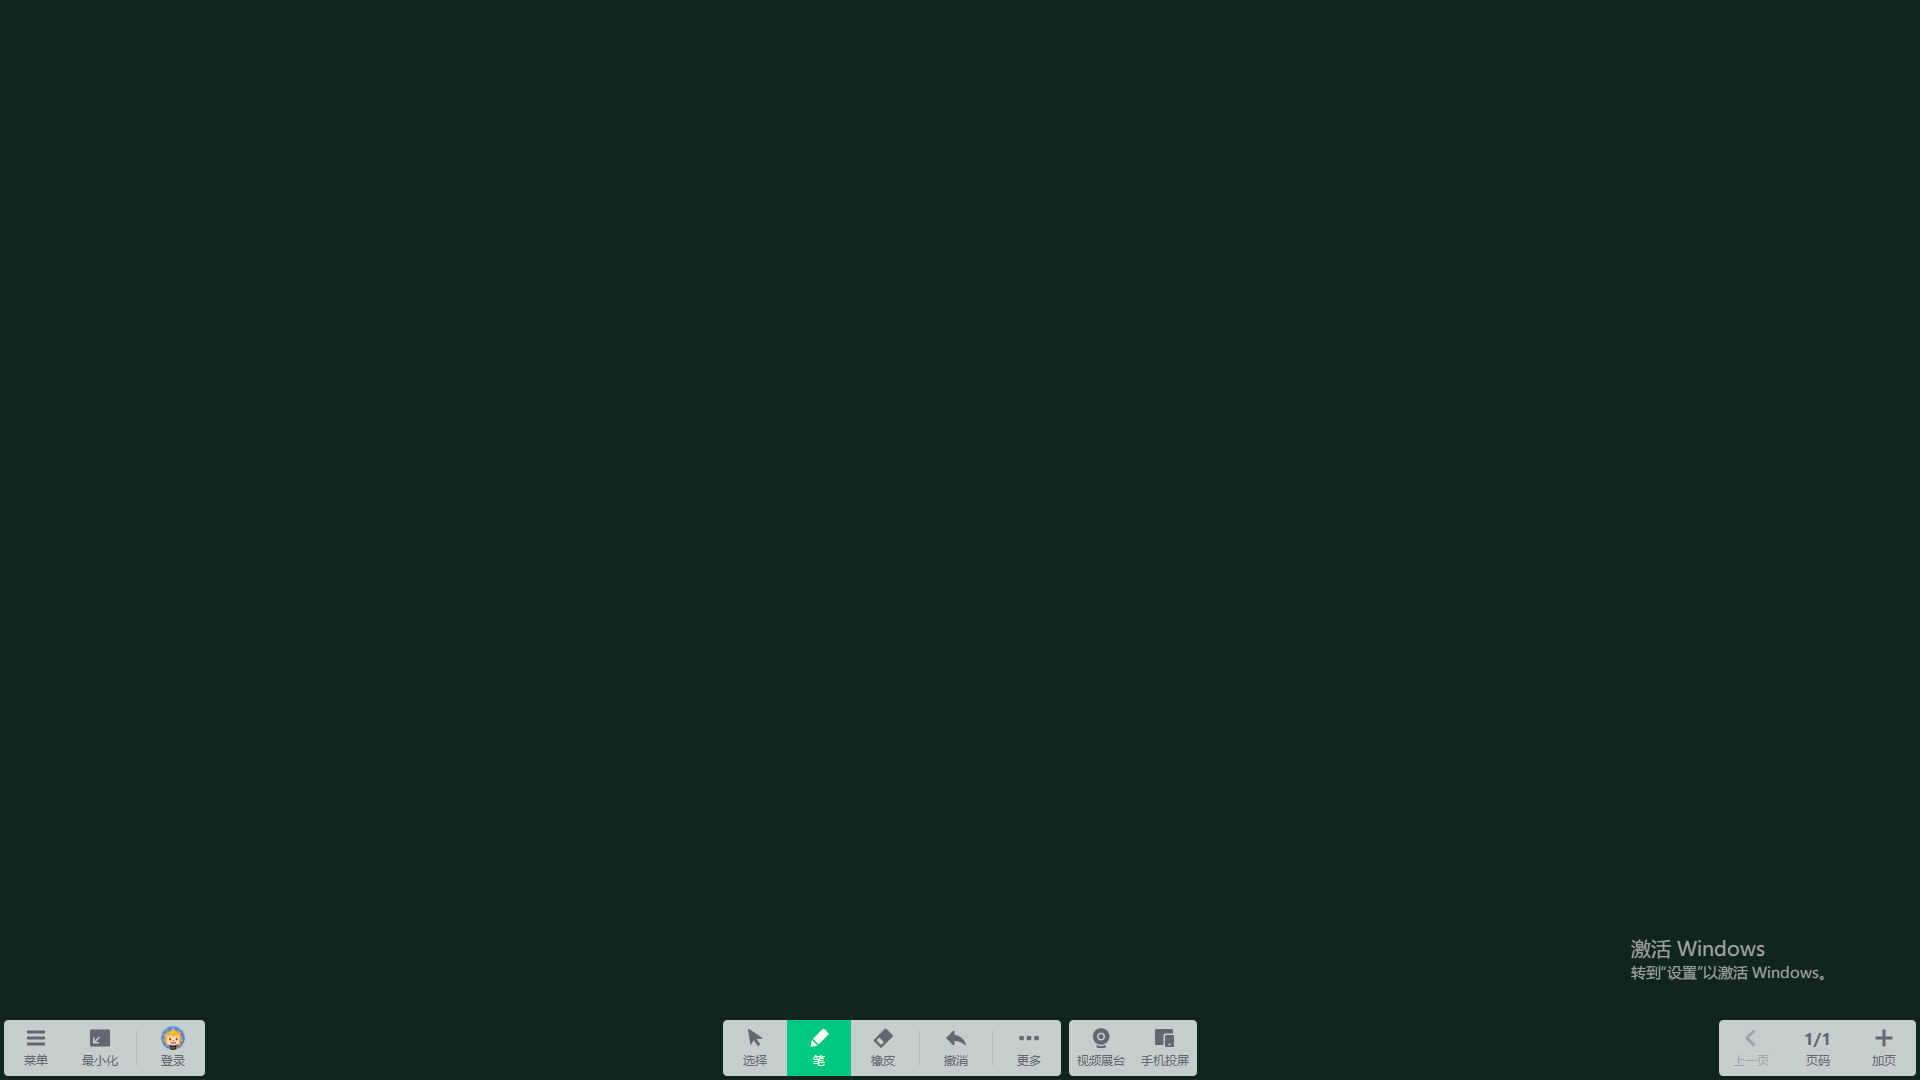 激活 Windows
转到“设置”以激活 Windows。
菜单
最小化
登录
选择
笔
橡皮
撤消
更多
视频展台
手机投屏
上一页
1/1
页码
加页